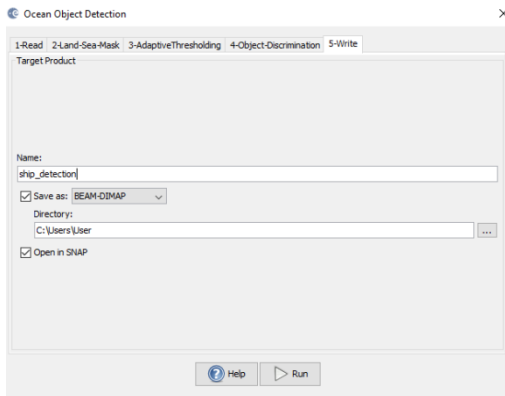 Ocean Object Detection
1-Read 2-Land-Sea-Mask 3-AdaptiveThresholding 4-Object-Discrimination 5-Write
Target Product
Name:
ship_detection
Save as: BEAM-DIMAP
Directory:
C:\Users\User
...
Open in SNAP
Help Run